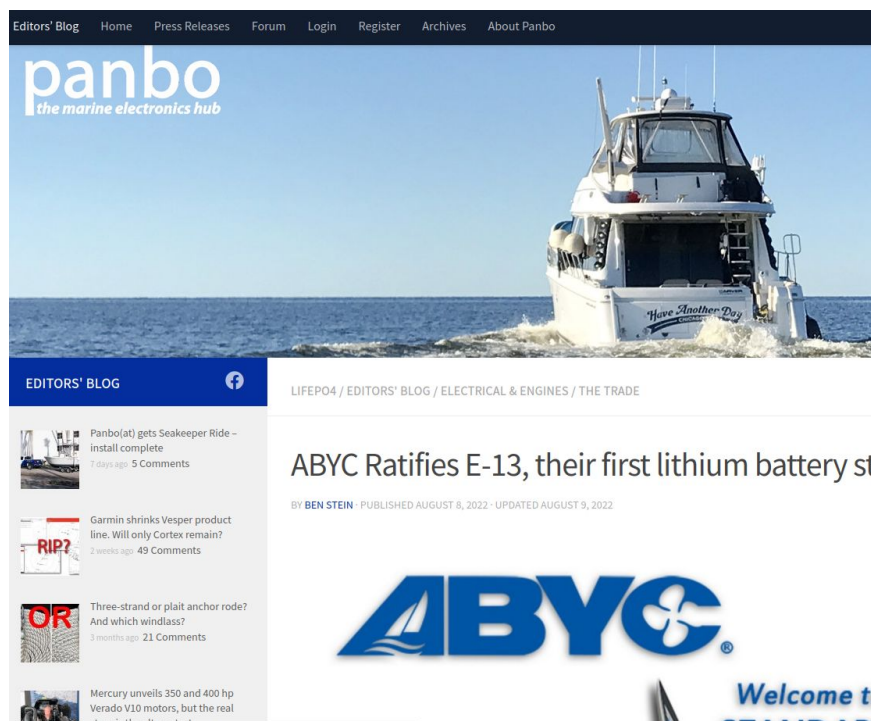 Editors' Blog Home Press Releases Forum Login Register Archives About Panbo
panbo
the marine electronics hub
CARVER
Have Another Day
CHICAGO
EDITORS' BLOG
LIFEPO4 / EDITORS' BLOG / ELECTRICAL & ENGINES / THE TRADE
Panbo(at) gets Seakeeper Ride –
install complete
7 days ago 5 Comments
ABYC Ratifies E-13, their first lithium battery st
BY BEN STEIN · PUBLISHED AUGUST 8, 2022 · UPDATED AUGUST 9, 2022
RIP?
Garmin shrinks Vesper product
line. Will only Cortex remain?
2 weeks ago 49 Comments
OR
Three-strand or plait anchor rode?
And which windlass?
3 months ago 21 Comments
ABYC®
Mercury unveils 350 and 400 hp
Verado V10 motors, but the real
Welcome t